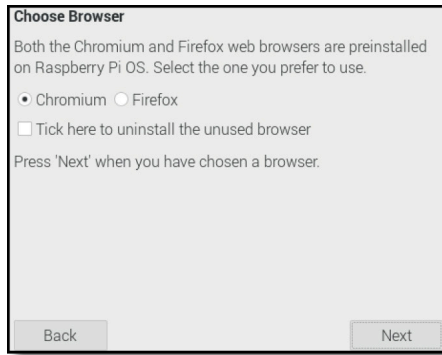 Choose Browser
Both the Chromium and Firefox web browsers are preinstalled
on Raspberry Pi OS. Select the one you prefer to use.
Chromium Firefox
Tick here to uninstall the unused browser
Press 'Next' when you have chosen a browser.
Back Next